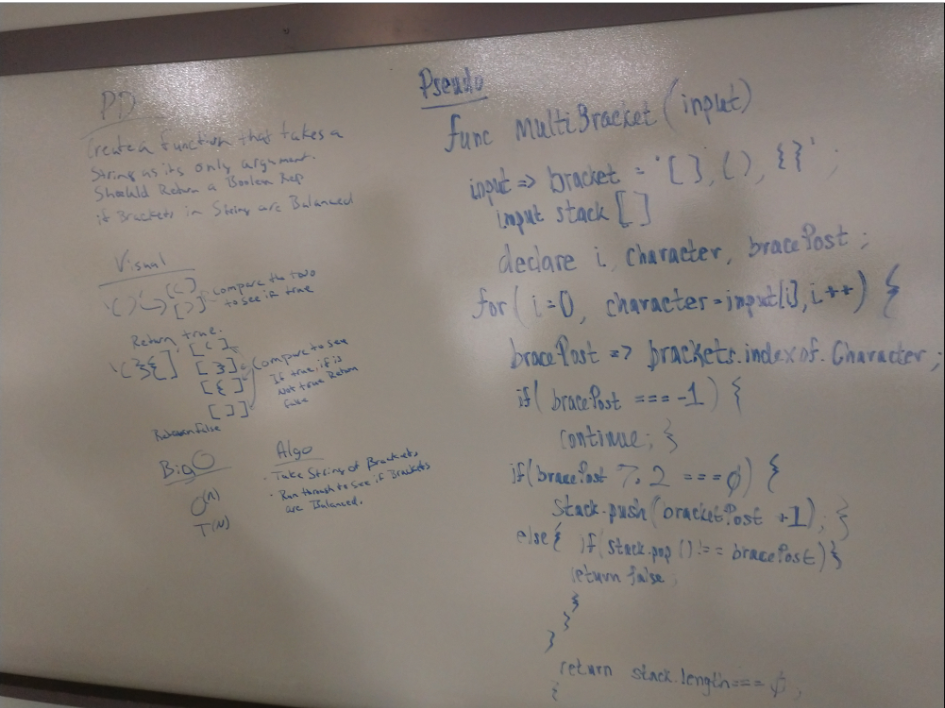 PD
Create a function that takes a
String as its only argument.
Should Return a Boolean Rep
if Brackets in String are Balanced
Visual
compare the two
to see if true
Return true.
'(}{]
[(]
[}]
[{]
[]]
Compare to see
If true, if is
Not true Return
false
Return False
Big O
O(n)
T(N)
Algo
- Take String of Brackets
- Run through to see if Brackets
are Balanced.
Pseudo
func multiBracket (input)
input => bracket = '[], (), {}' ;
input stack []
declare i, character, bracePost ;
for( i=0, character=input[i], i++) {
bracePost => brackets.indexof.Character ;
if( bracePost === -1) {
continue; }
if(bracePost % 2 === 0) {
stack.push(bracketPost +1); }
else{ if(stack.pop() !== bracePost)}
return false;
}
}
}
return stack.length === 0;
{